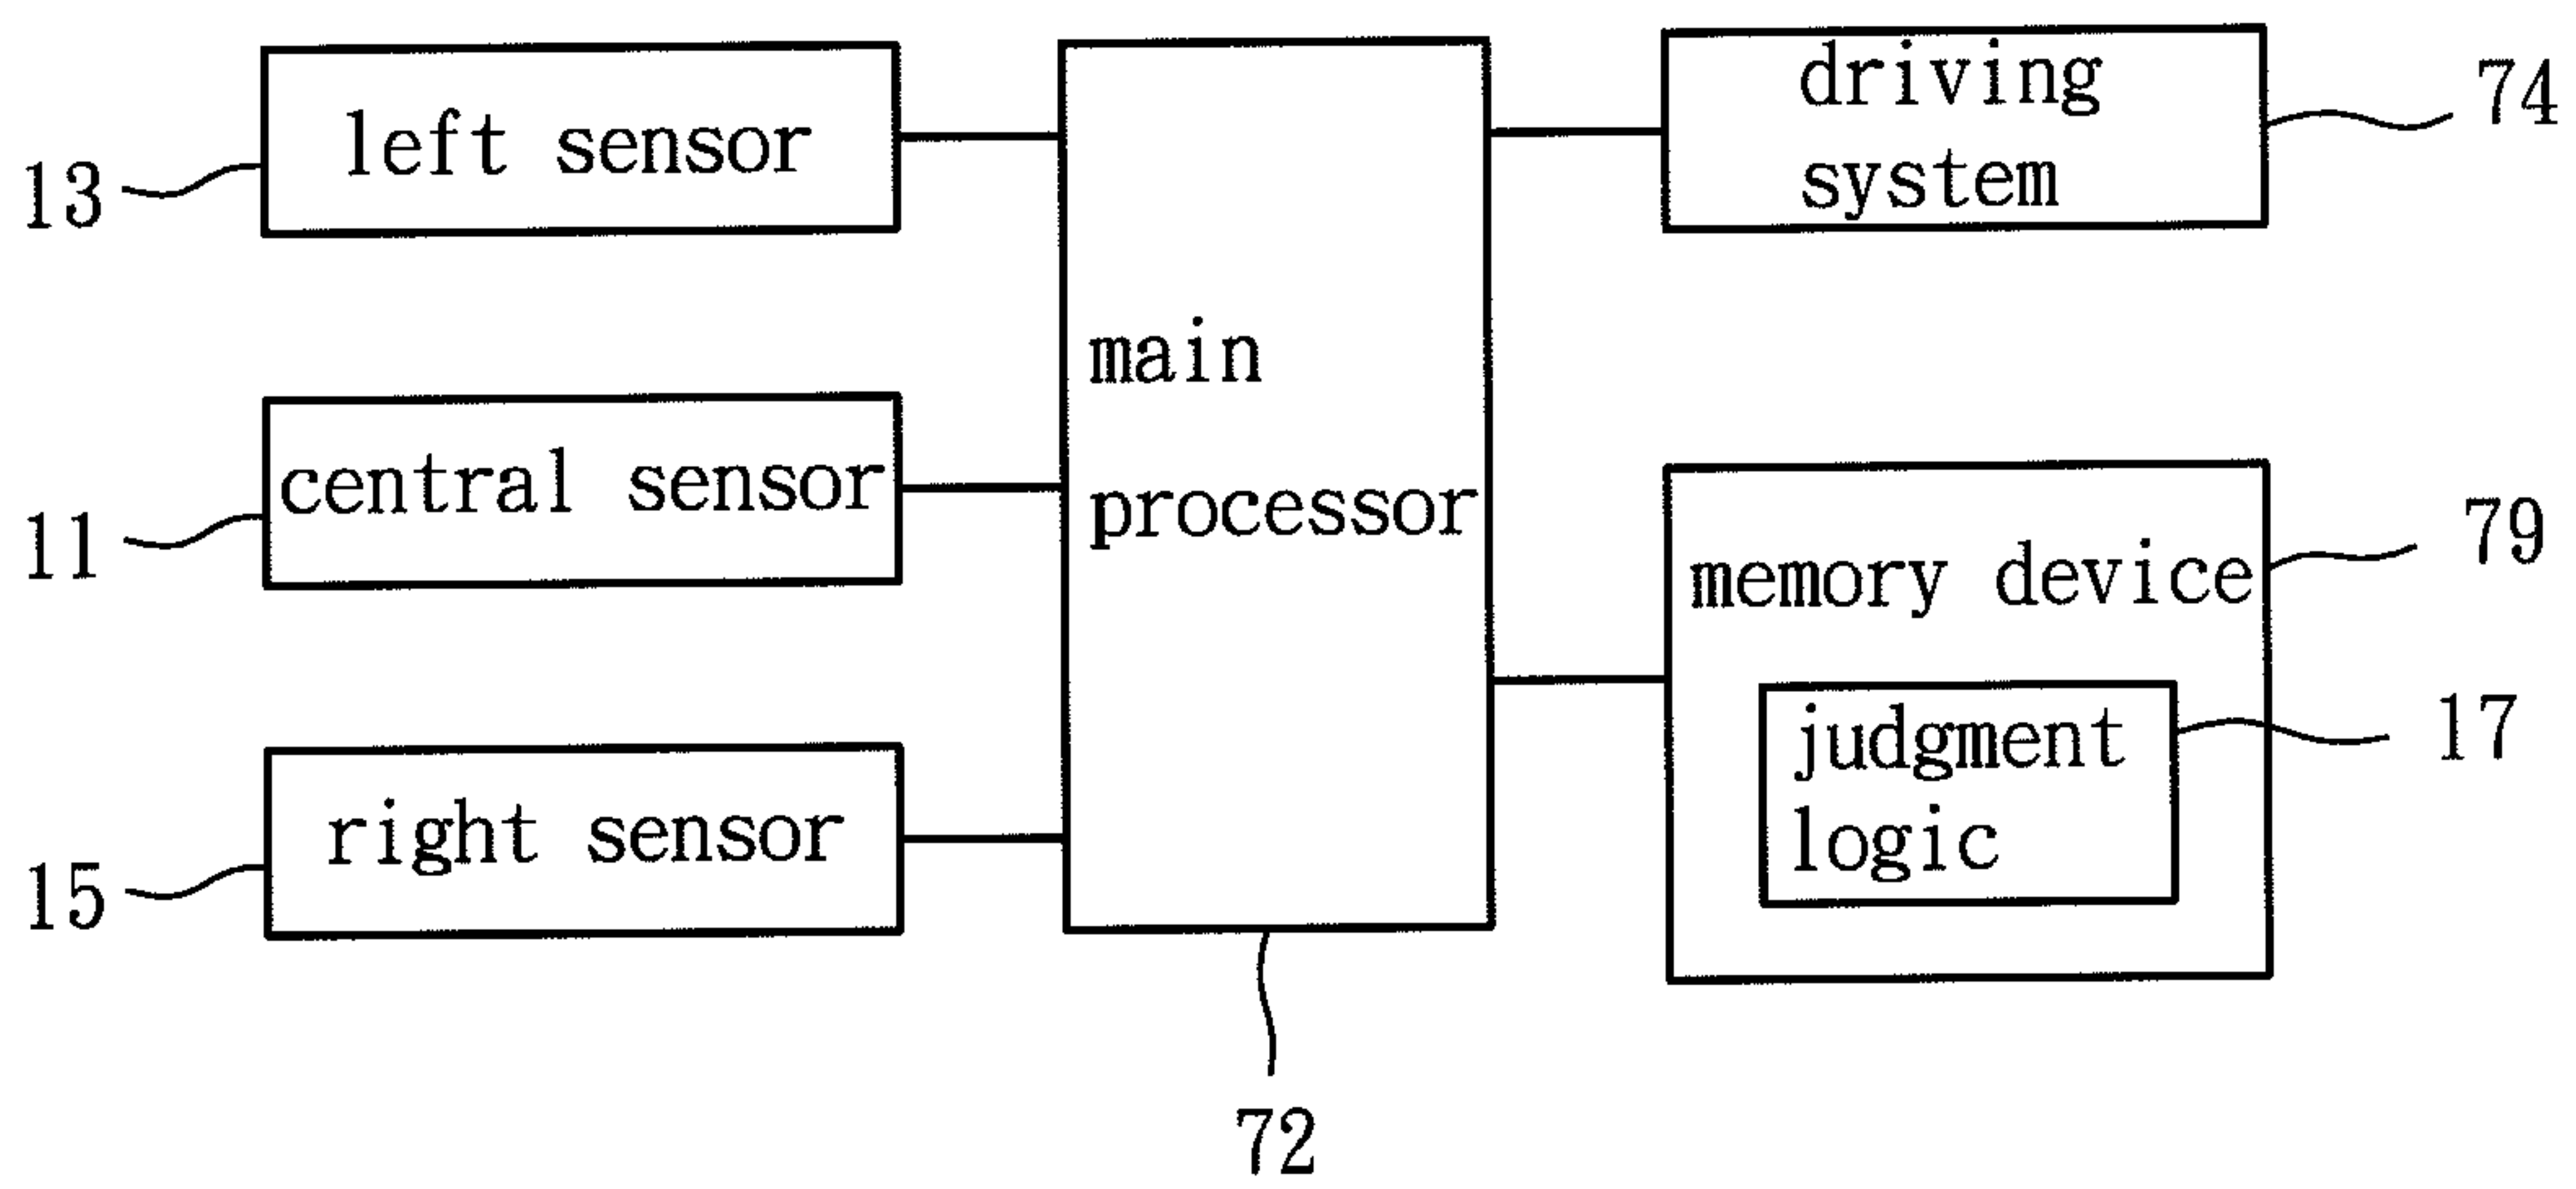 13
left sensor
11
central sensor
15
right sensor
main
processor
72
driving
system
74
memory device
79
judgment
logic
17